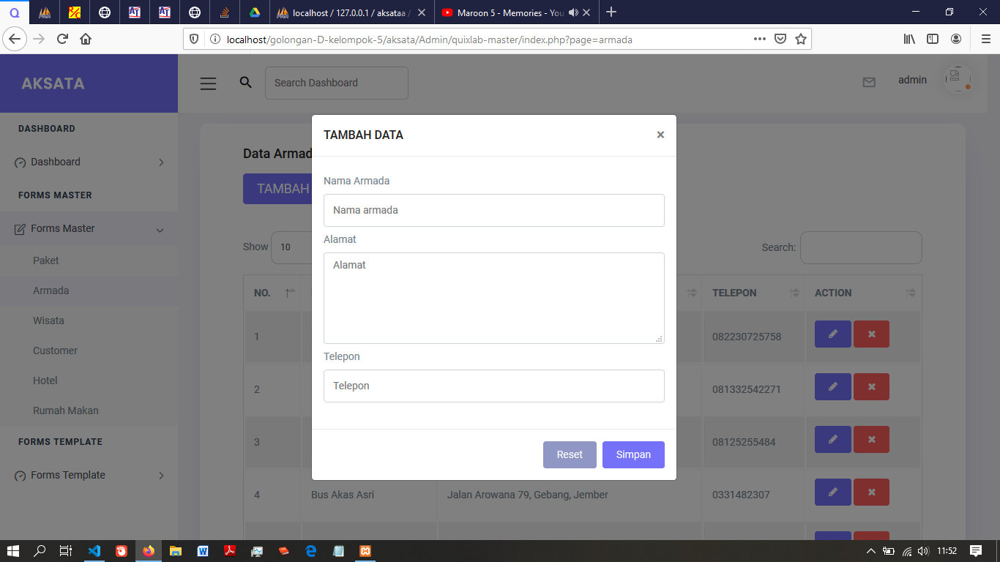 localhost / 127.0.0.1 / aksataa /
Maroon 5 - Memories - You
localhost/golongan-D-kelompok-5/aksata/Admin/quixlab-master/index.php?page=armada
AKSATA
Search Dashboard
admin
DASHBOARD
Dashboard
FORMS MASTER
Forms Master
Paket
Armada
Wisata
Customer
Hotel
Rumah Makan
FORMS TEMPLATE
Forms Template
Data Armad
TAMBAH
Show 10
Search:
NO. TELEPON ACTION
1 082230725758
2 081332542271
3 08125255484
4 Bus Akas Asri Jalan Arowana 79, Gebang, Jember 0331482307
TAMBAH DATA ×
Nama Armada
Nama armada
Alamat
Alamat
Telepon
Telepon
Reset Simpan
11:52